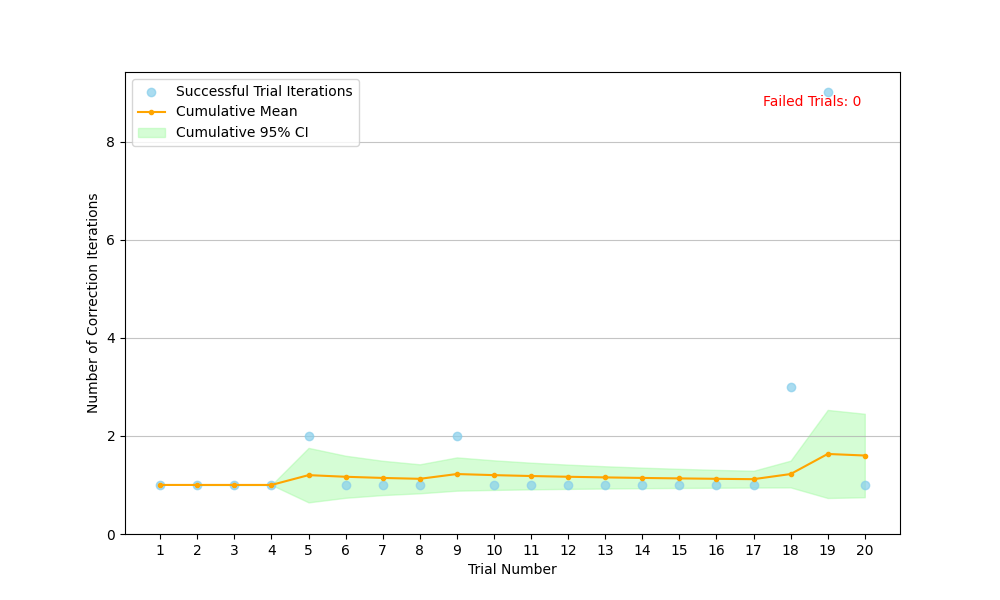 Successful Trial Iterations
Cumulative Mean
Cumulative 95% CI
Failed Trials: 0
Number of Correction Iterations
8
6
4
2
0
1 2 3 4 5 6 7 8 9 10 11 12 13 14 15 16 17 18 19 20
Trial Number